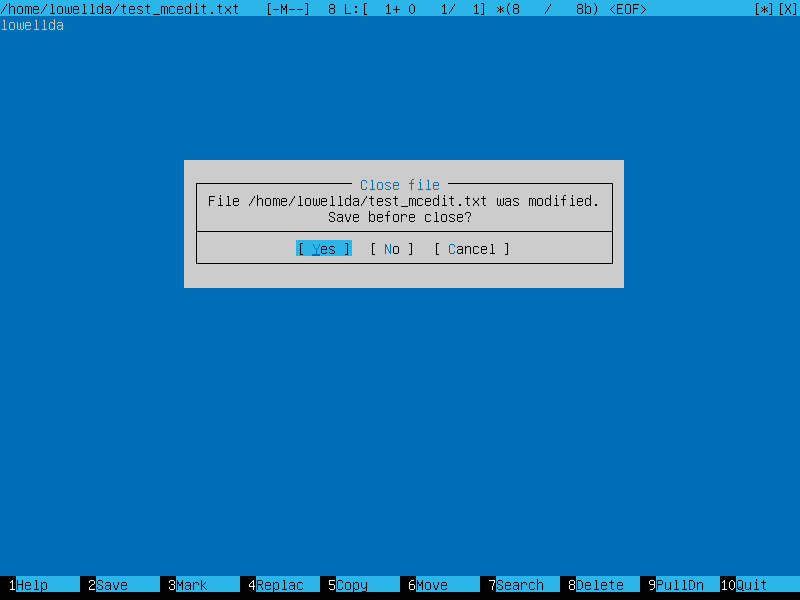 /home/lowellda/test_mcedit.txt   [-M--]  8 L:[  1+ 0   1/  1] *(8   /   8b) <EOF>             [*][X]
lowellda
Close file
File /home/lowellda/test_mcedit.txt was modified.
Save before close?
[ Yes ]  [ No ]  [ Cancel ]
1Help  2Save  3Mark  4Replac  5Copy  6Move  7Search  8Delete  9PullDn  10Quit